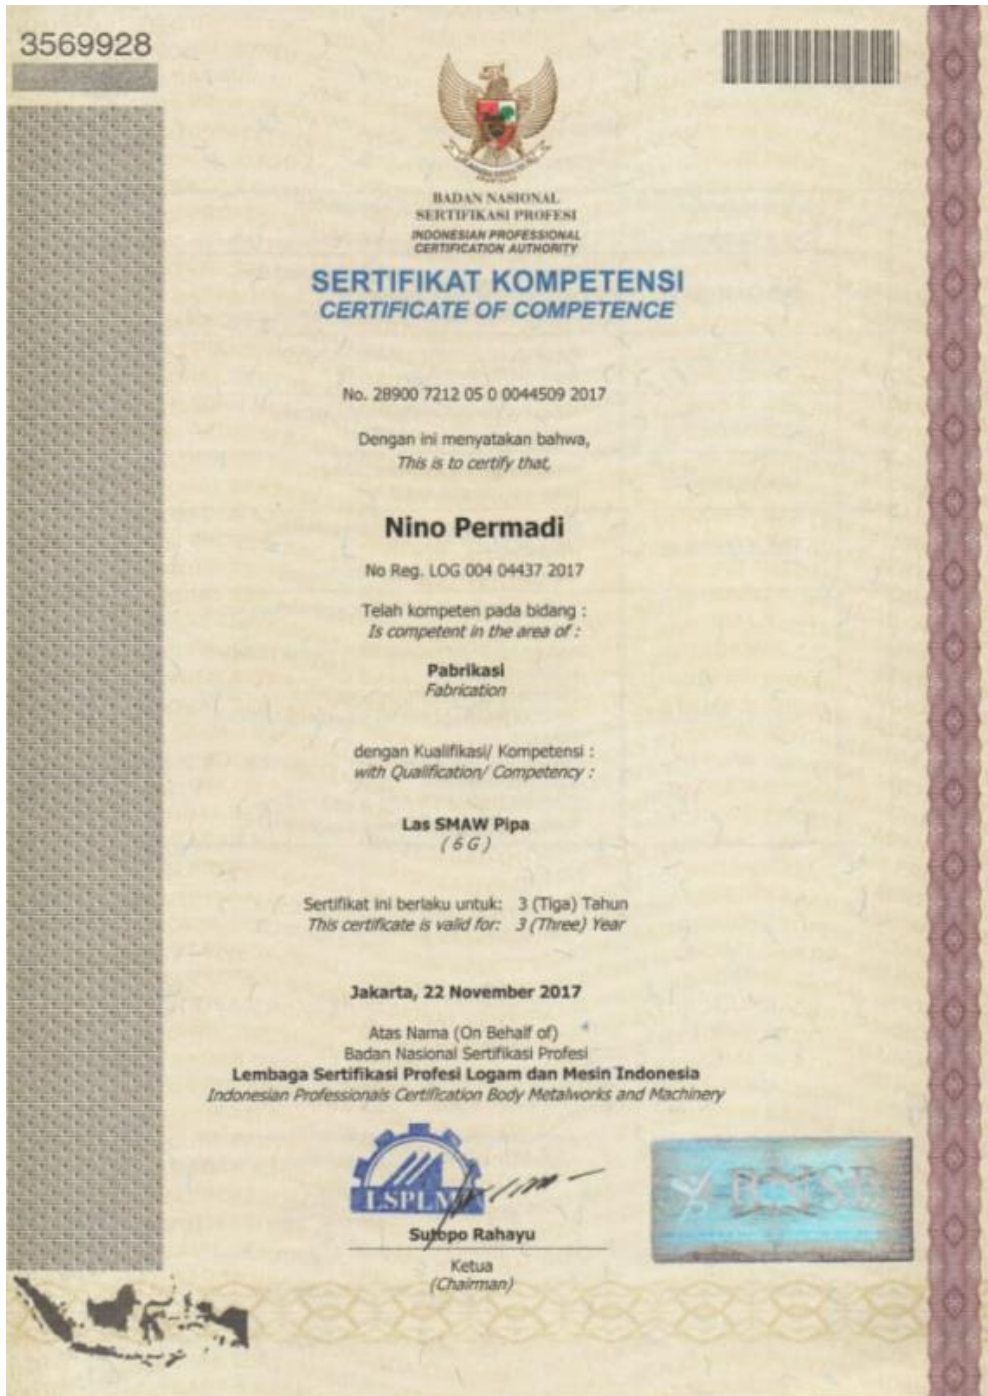 3569928
BADAN NASIONAL
SERTIFIKASI PROFESI
INDONESIAN PROFESSIONAL
CERTIFICATION AUTHORITY
SERTIFIKAT KOMPETENSI
CERTIFICATE OF COMPETENCE
No. 28900 7212 05 0 0044509 2017
Dengan ini menyatakan bahwa,
This is to certify that,
Nino Permadi
No Reg. LOG 004 04437 2017
Telah kompeten pada bidang :
Is competent in the area of :
Pabrikasi
Fabrication
dengan Kualifikasi/ Kompetensi :
with Qualification/ Competency :
Las SMAW Pipa
( 6 G )
Sertifikat ini berlaku untuk: 3 (Tiga) Tahun
This certificate is valid for: 3 (Three) Year
Jakarta, 22 November 2017
Atas Nama (On Behalf of)
Badan Nasional Sertifikasi Profesi
Lembaga Sertifikasi Profesi Logam dan Mesin Indonesia
Indonesian Professionals Certification Body Metalworks and Machinery
LSPLM
Sutopo Rahayu
Ketua
(Chairman)